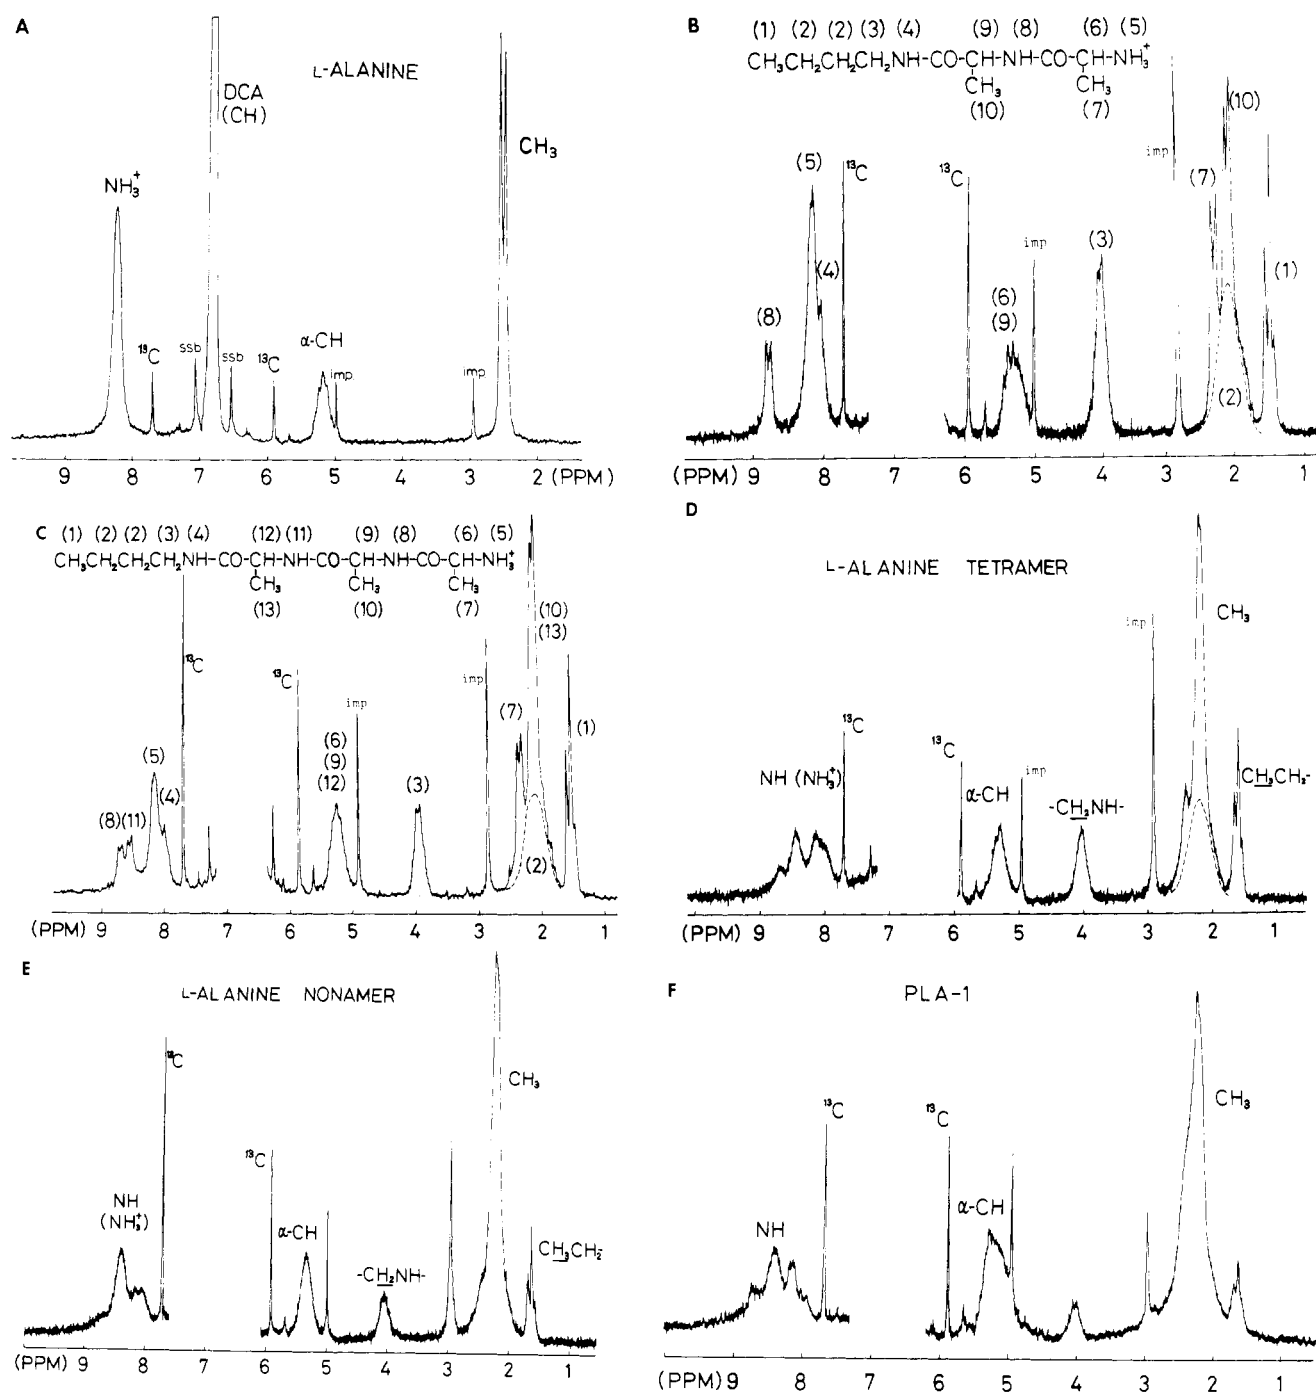 A
L-ALANINE
DCA
(CH)
CH₃
NH₃⁺
¹³C
ssb
ssb
¹³C
α-CH
imp
imp
9 8 7 6 5 4 3 2 (PPM)
B
(1) (2) (2) (3) (4) (9) (8) (6) (5)
CH₃CH₂CH₂CH₂NH-CO-CH-NH-CO-CH-NH₃⁺
CH₃ CH₃
(10) (7)
(10)
imp
(5)
¹³C
¹³C
(7)
imp
(3)
(4)
(1)
(6)
(9)
(8)
(2)
(PPM) 9 8 7 6 5 4 3 2 1
C
(1) (2) (2) (3) (4) (12) (11) (9) (8) (6) (5)
CH₃CH₂CH₂CH₂NH-CO-CH-NH-CO-CH-NH-CO-CH-NH₃⁺
CH₃ CH₃ CH₃
(13) (10) (7)
(10)
(13)
¹³C
¹³C
imp
imp
(7)
(1)
(6)
(9)
(12)
(5)
(3)
(4)
(8) (11)
(2)
(PPM) 9 8 7 6 5 4 3 2 1
D
L-ALANINE TETRAMER
imp
CH₃
¹³C
¹³C
imp
NH (NH₃⁺)
α-CH
-CH₂NH-
CH₃CH₂-
(PPM) 9 8 7 6 5 4 3 2 1
E
L-ALANINE NONAMER
¹³C
CH₃
¹³C
NH
(NH₃⁺)
α-CH
-CH₂NH-
CH₃CH₂-
(PPM) 9 8 7 6 5 4 3 2 1
F
PLA-1
¹³C
¹³C
CH₃
α-CH
NH
(PPM) 9 8 7 6 5 4 3 2 1